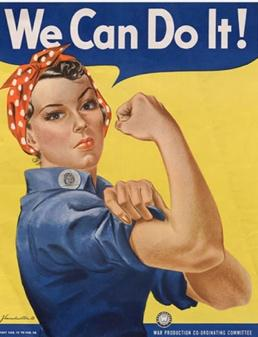 We Can Do It!
WAR PRODUCTION CO-ORDINATING COMMITTEE